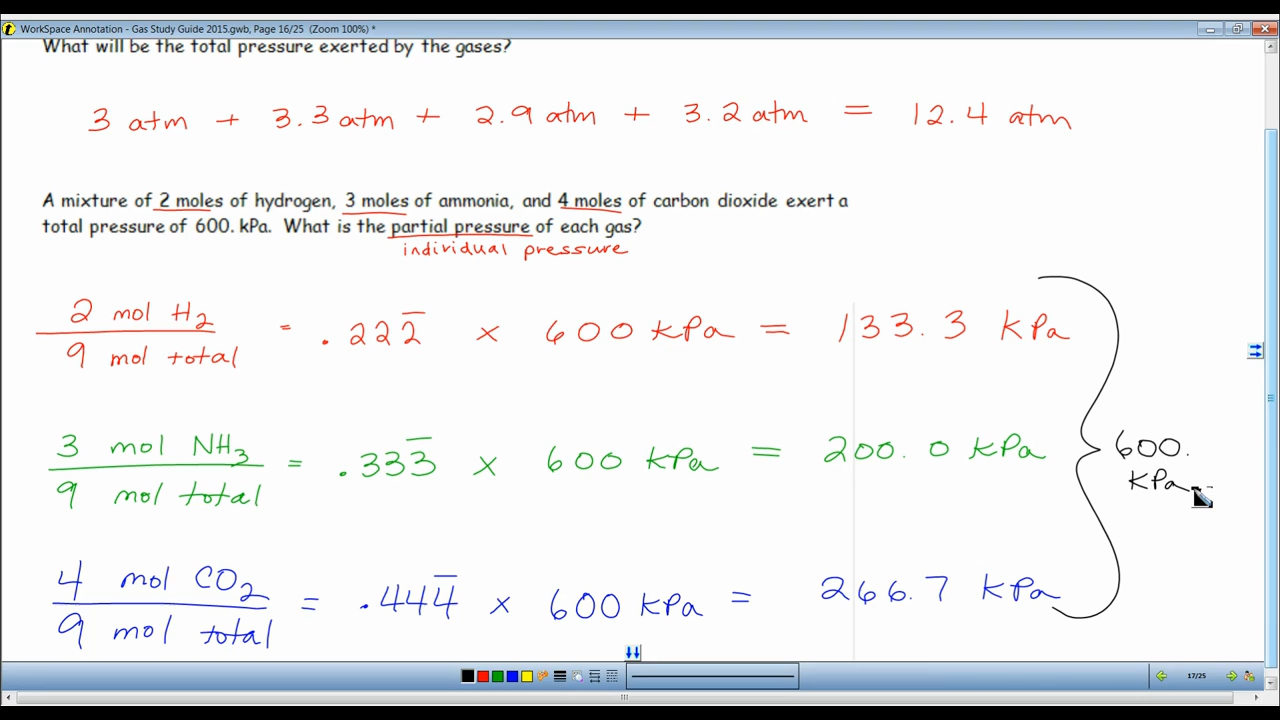 WorkSpace Annotation - Gas Study Guide 2015.gwb, Page 16/25 (Zoom 100%) *
What will be the total pressure exerted by the gases?
3 atm + 3.3 atm + 2.9 atm + 3.2 atm = 12.4 atm
A mixture of 2 moles of hydrogen, 3 moles of ammonia, and 4 moles of carbon dioxide exert a
total pressure of 600. kPa. What is the partial pressure of each gas?
individual pressure
2 mol H₂
9 mol total
= .222̅ x 600 kPa = 133.3 kPa
3 mol NH₃
9 mol total
= .333̅ x 600 kPa = 200.0 kPa
600.
kPa
4 mol CO₂
9 mol total
= .444̅ x 600 kPa = 266.7 kPa
17/25